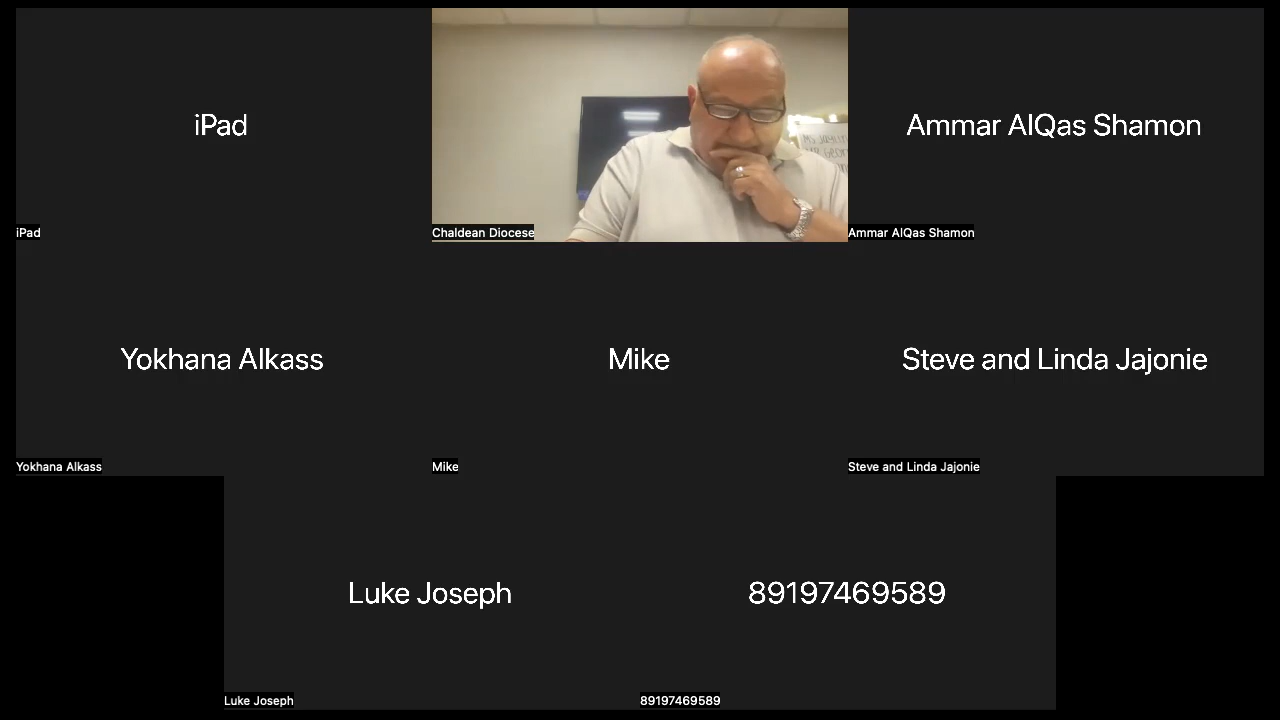 iPad
Ammar AlQas Shamon
iPad
Chaldean Diocese
Ammar AlQas Shamon
Yokhana Alkass
Mike
Steve and Linda Jajonie
Yokhana Alkass
Mike
Steve and Linda Jajonie
Luke Joseph
89197469589
Luke Joseph
89197469589